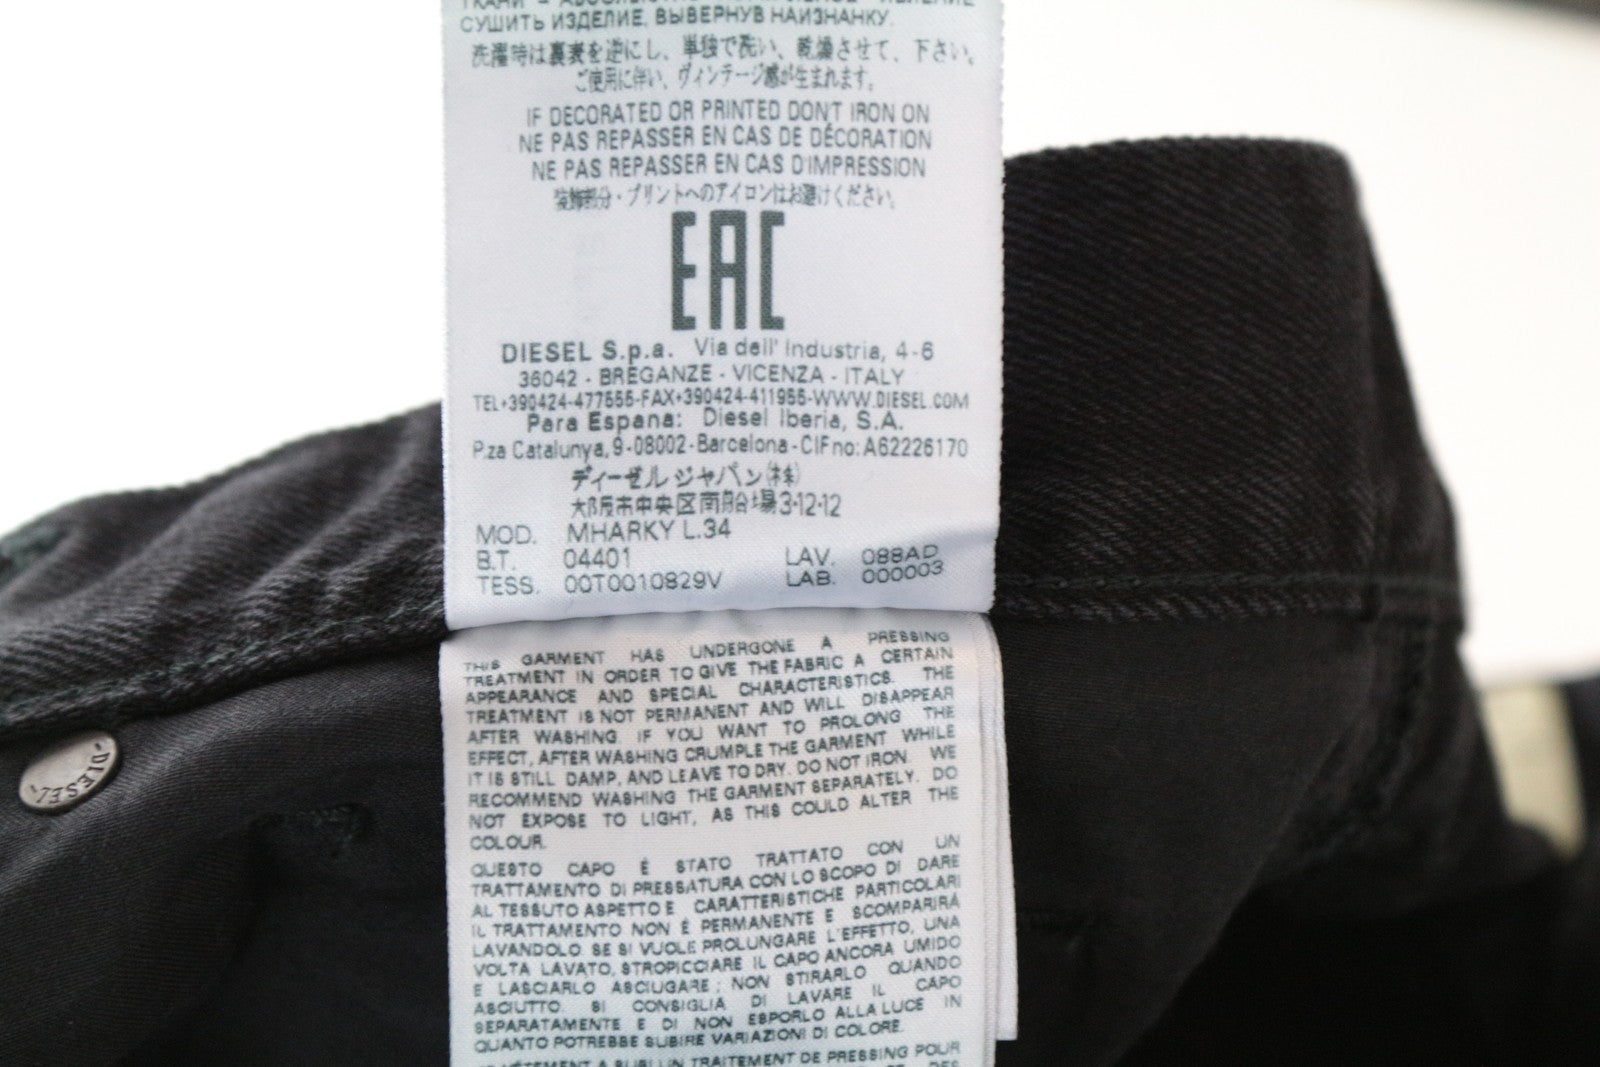 СУШИТЬ ИЗДЕЛИЕ, ВЫВЕРНУВ НАИЗНАНКУ.
洗濯時は裏表を逆にし、単独で洗い、乾燥させて、下さい。
ご使用に伴い、ヴィンテージ感が生まれます。
IF DECORATED OR PRINTED DON'T IRON ON
NE PAS REPASSER EN CAS DE DÉCORATION
NE PAS REPASSER EN CAS D'IMPRESSION
装飾部分・プリントへのアイロンはお避けください。
EAC
DIESEL S.p.a. Via dell' Industria, 4-6
36042 - BREGANZE - VICENZA - ITALY
TEL+390424-477555-FAX+390424-411955-WWW.DIESEL.COM
Para Espana: Diesel Iberia, S.A.
P.za Catalunya, 9-08002-Barcelona-CIF no: A62226170
ディーゼルジャパン(株)
大阪市中央区南船場3-12-12
MOD. MHARKY L.34
B.T. 04401 LAV. 088AD
TESS. 00T0010829V LAB. 000003
THIS GARMENT HAS UNDERGONE A PRESSING
TREATMENT IN ORDER TO GIVE THE FABRIC A CERTAIN
APPEARANCE AND SPECIAL CHARACTERISTICS. THE
TREATMENT IS NOT PERMANENT AND WILL DISAPPEAR
AFTER WASHING. IF YOU WANT TO PROLONG THE
EFFECT, AFTER WASHING CRUMPLE THE GARMENT WHILE
IT IS STILL DAMP, AND LEAVE TO DRY. DO NOT IRON. WE
RECOMMEND WASHING THE GARMENT SEPARATELY. DO
NOT EXPOSE TO LIGHT, AS THIS COULD ALTER THE
COLOUR.
QUESTO CAPO È STATO TRATTATO CON UN
TRATTAMENTO DI PRESSATURA CON LO SCOPO DI DARE
AL TESSUTO ASPETTO E CARATTERISTICHE PARTICOLARI
IL TRATTAMENTO NON È PERMANENTE E SCOMPARIRÀ
LAVANDOLO SE SI VUOLE PROLUNGARE L'EFFETTO, UNA
VOLTA LAVATO, STROPICCIARE IL CAPO ANCORA UMIDO
E LASCIARLO ASCIUGARE; NON STIRARLO QUANDO
ASCIUTTO. SI CONSIGLIA DI LAVARE IL CAPO
SEPARATAMENTE E DI NON ESPORLO ALLA LUCE IN
QUANTO POTREBBE SUBIRE VARIAZIONI DI COLORE.
VÊTEMENT A SUBI UN TRAITEMENT DE PRESSING POUR
DIESEL